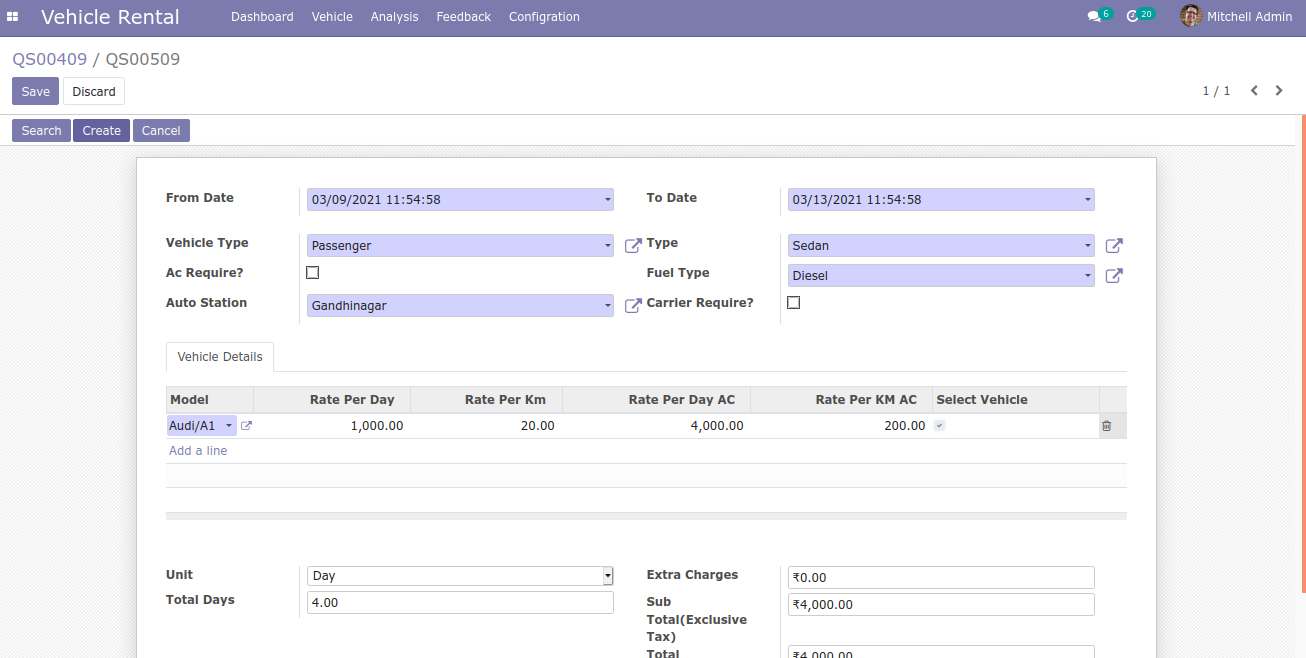 Vehicle Rental Dashboard Vehicle Analysis Feedback Configration 6 20 Mitchell Admin
QS00409 / QS00509
Save Discard 1 / 1
Search Create Cancel
From Date 03/09/2021 11:54:58 To Date 03/13/2021 11:54:58
Vehicle Type Passenger Type Sedan
Ac Require? Fuel Type Diesel
Auto Station Gandhinagar Carrier Require?
Vehicle Details
Model Rate Per Day Rate Per Km Rate Per Day AC Rate Per KM AC Select Vehicle
Audi/A1 1,000.00 20.00 4,000.00 200.00
Add a line
Unit Day Extra Charges ₹0.00
Total Days 4.00 Sub ₹4,000.00
Total(Exclusive
Tax)
Total ₹4,000.00